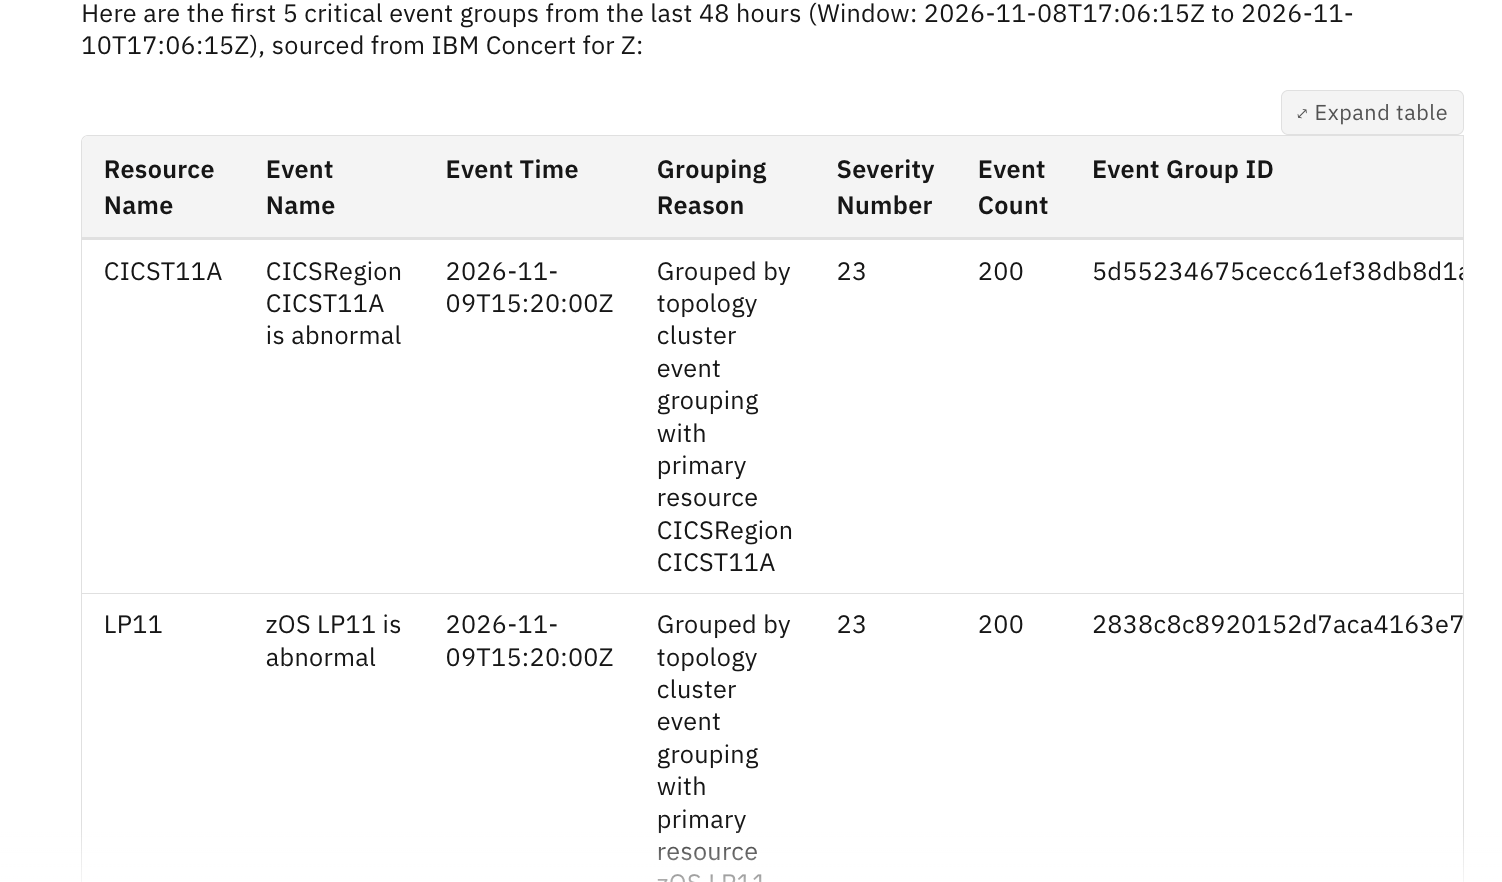 Here are the first 5 critical event groups from the last 48 hours (Window: 2026-11-08T17:06:15Z to 2026-11-
10T17:06:15Z), sourced from IBM Concert for Z:
Expand table
Resource Name
Event Name
Event Time
Grouping Reason
Severity Number
Event Count
Event Group ID
CICST11A
CICSRegion
CICST11A
is abnormal
2026-11-
09T15:20:00Z
Grouped by
topology
cluster
event
grouping
with
primary
resource
CICSRegion
CICST11A
23
200
5d55234675cecc61ef38db8d1a
LP11
zOS LP11 is
abnormal
2026-11-
09T15:20:00Z
Grouped by
topology
cluster
event
grouping
with
primary
resource
zOS LP11
23
200
2838c8c8920152d7aca4163e7